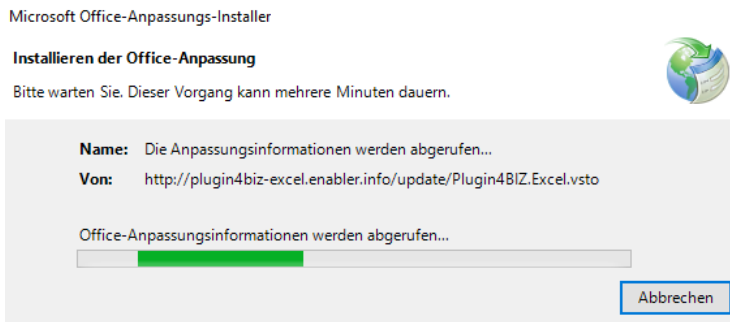 Microsoft Office-Anpassungs-Installer
Installieren der Office-Anpassung
Bitte warten Sie. Dieser Vorgang kann mehrere Minuten dauern.
Name: Die Anpassungsinformationen werden abgerufen...
Von: http://plugin4biz-excel.enabler.info/update/Plugin4BIZ.Excel.vsto
Office-Anpassungsinformationen werden abgerufen...
Abbrechen